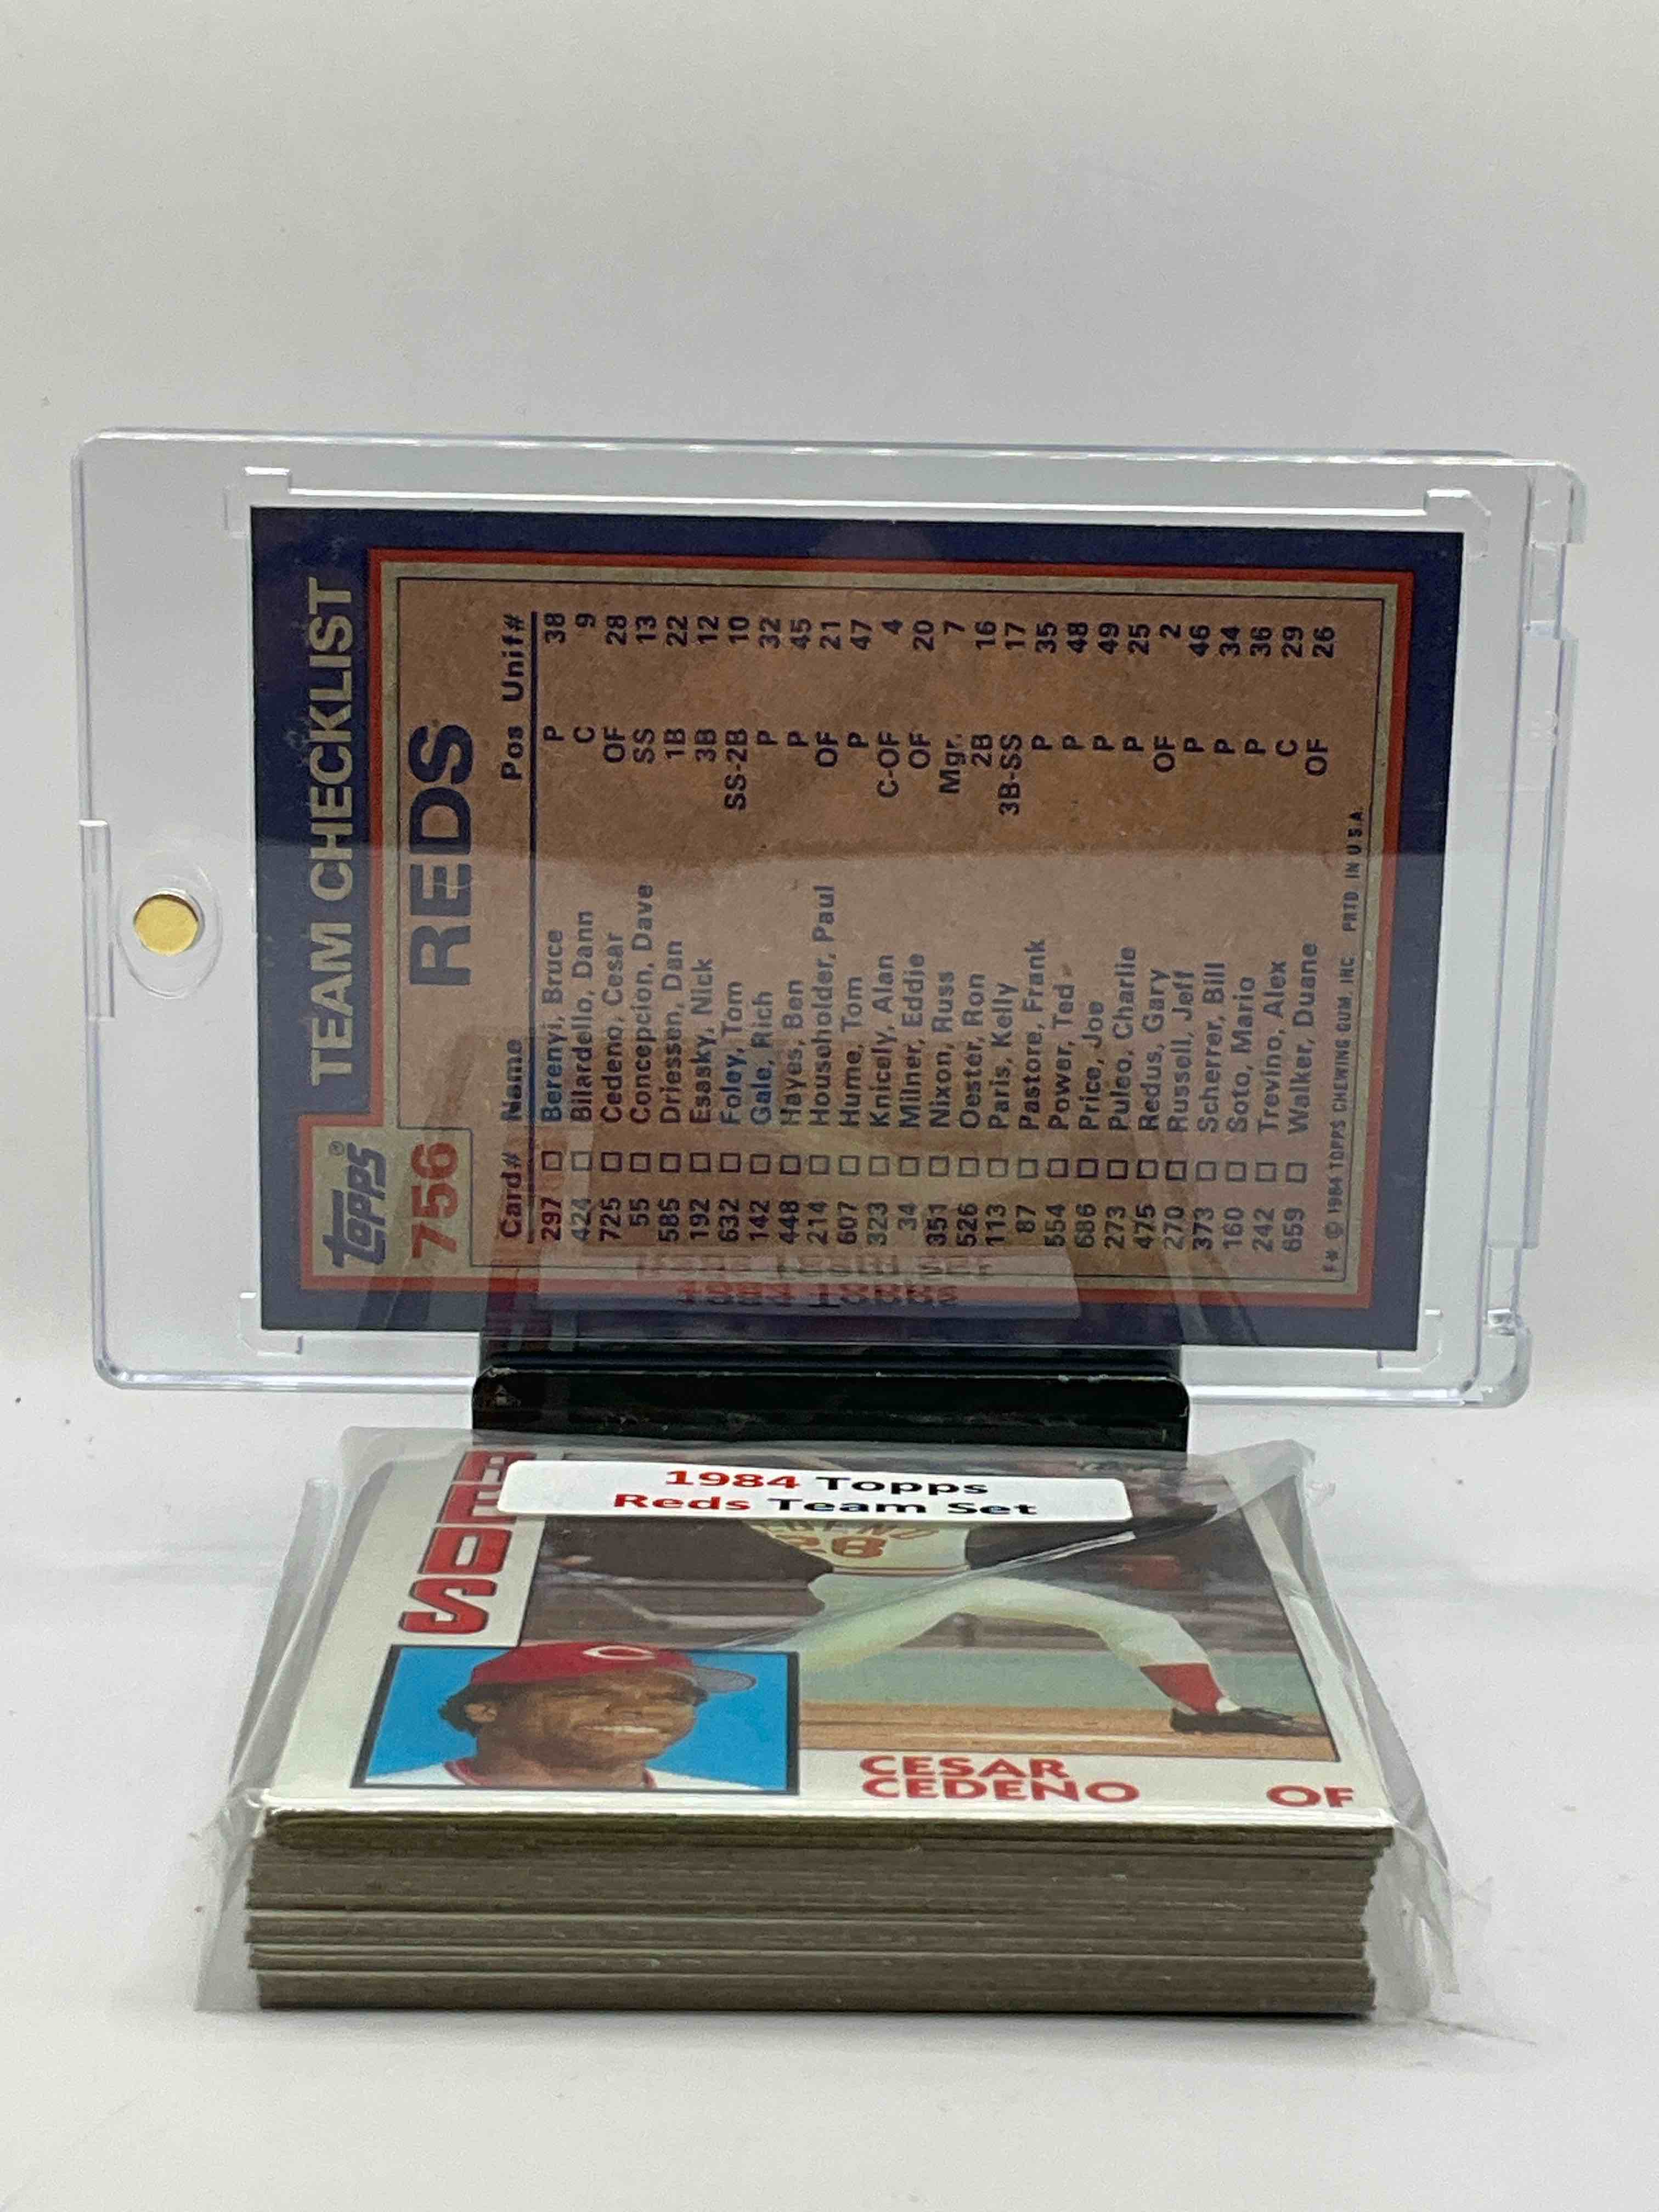 Topps®
756
TEAM CHECKLIST
REDS
Card# Name Pos Unif#
297 □ Berenyi, Bruce P 38
424 □ Bilardello, Dann C 9
725 □ Cedeno, Cesar OF 28
55 □ Concepcion, Dave SS 13
585 □ Driessen, Dan 1B 22
192 □ Esasky, Nick 3B 12
632 □ Foley, Tom SS-2B 10
142 □ Gale, Rich P 32
448 □ Hayes, Ben P 45
214 □ Householder, Paul OF 21
607 □ Hume, Tom P 47
323 □ Knicely, Alan C-OF 4
34 □ Milner, Eddie OF 20
351 □ Nixon, Russ Mgr. 7
526 □ Oester, Ron 2B 16
113 □ Paris, Kelly 3B-SS 17
87 □ Pastore, Frank P 35
554 □ Power, Ted P 48
686 □ Price, Joe P 49
273 □ Puleo, Charlie P 25
475 □ Redus, Gary OF 2
270 □ Russell, Jeff P 46
373 □ Scherrer, Bill P 34
160 □ Soto, Mario P 36
242 □ Trevino, Alex C 29
659 □ Walker, Duane OF 26
F* © 1984 TOPPS CHEWING GUM, INC. PRTD. IN U.S.A.
1984 Topps
Reds Team Set
REDS
28
C
CESAR
CEDENO
OF